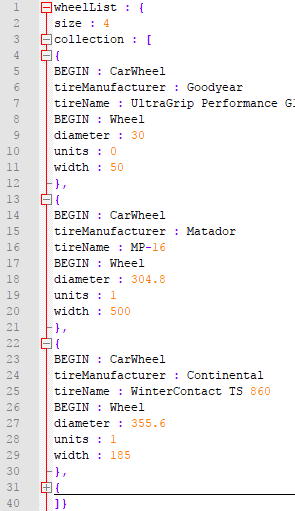 1 wheelList : {
2 size : 4
3 collection : [
4 {
5 BEGIN : CarWheel
6 tireManufacturer : Goodyear
7 tireName : UltraGrip Performance
8 BEGIN : Wheel
9 diameter : 30
10 units : 0
11 width : 50
12 },
13 {
14 BEGIN : CarWheel
15 tireManufacturer : Matador
16 tireName : MP-16
17 BEGIN : Wheel
18 diameter : 304.8
19 units : 1
20 width : 500
21 },
22 {
23 BEGIN : CarWheel
24 tireManufacturer : Continental
25 tireName : WinterContact TS 860
26 BEGIN : Wheel
27 diameter : 355.6
28 units : 1
29 width : 185
30 },
31 {
40 ]}